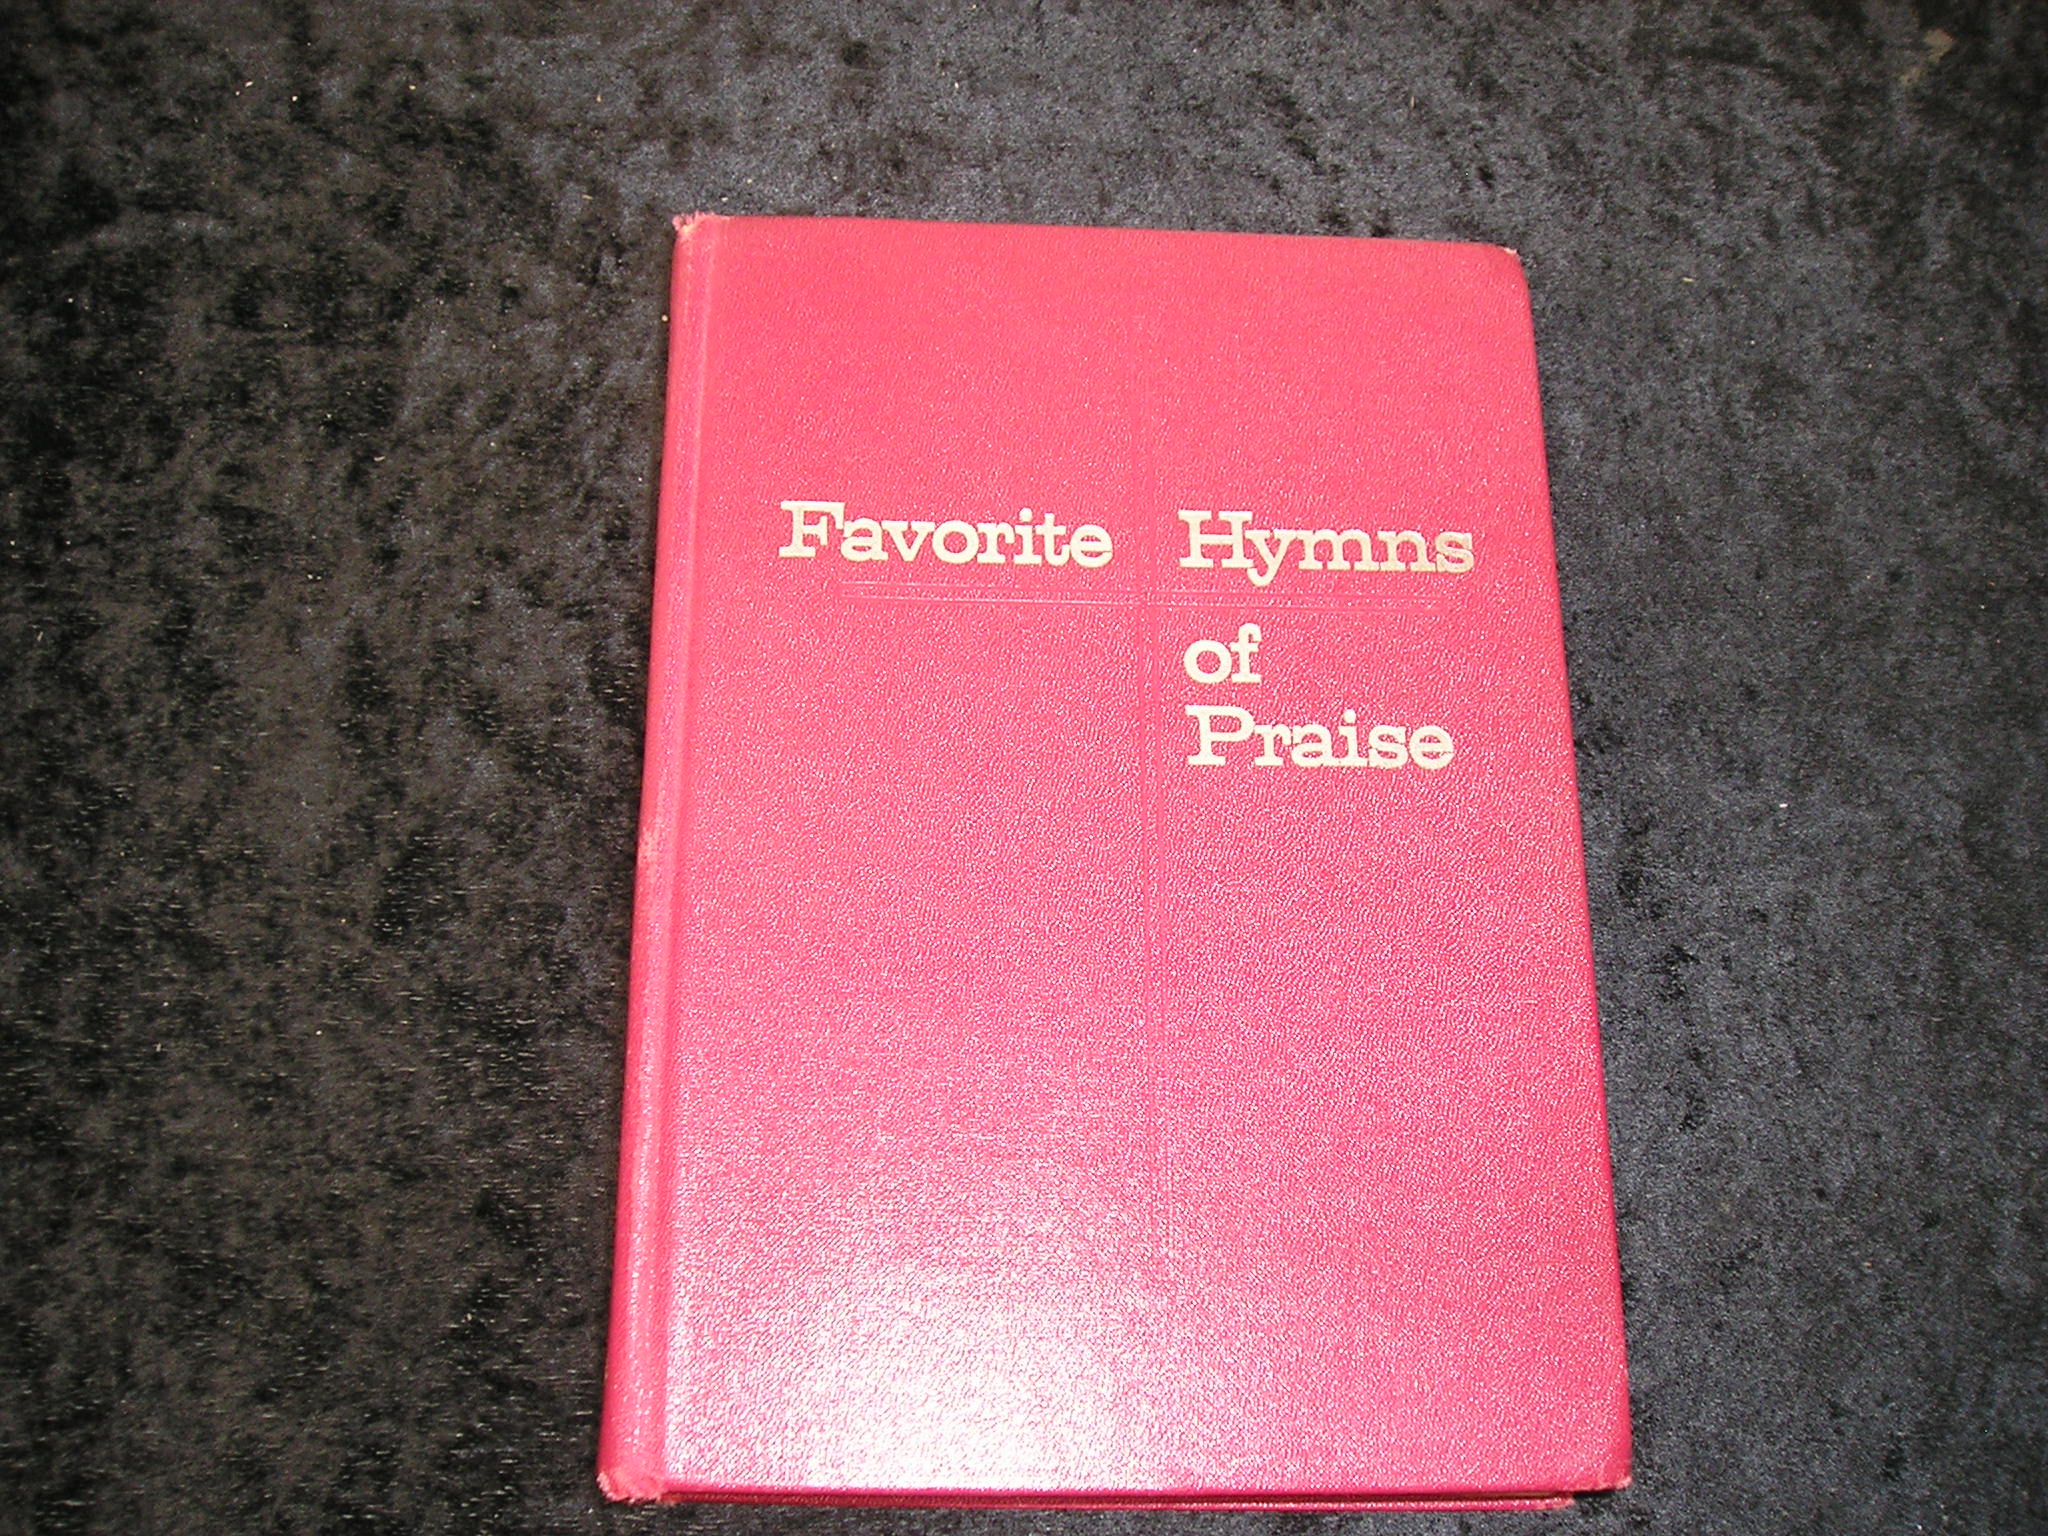 Favorite Hymns
of
Praise